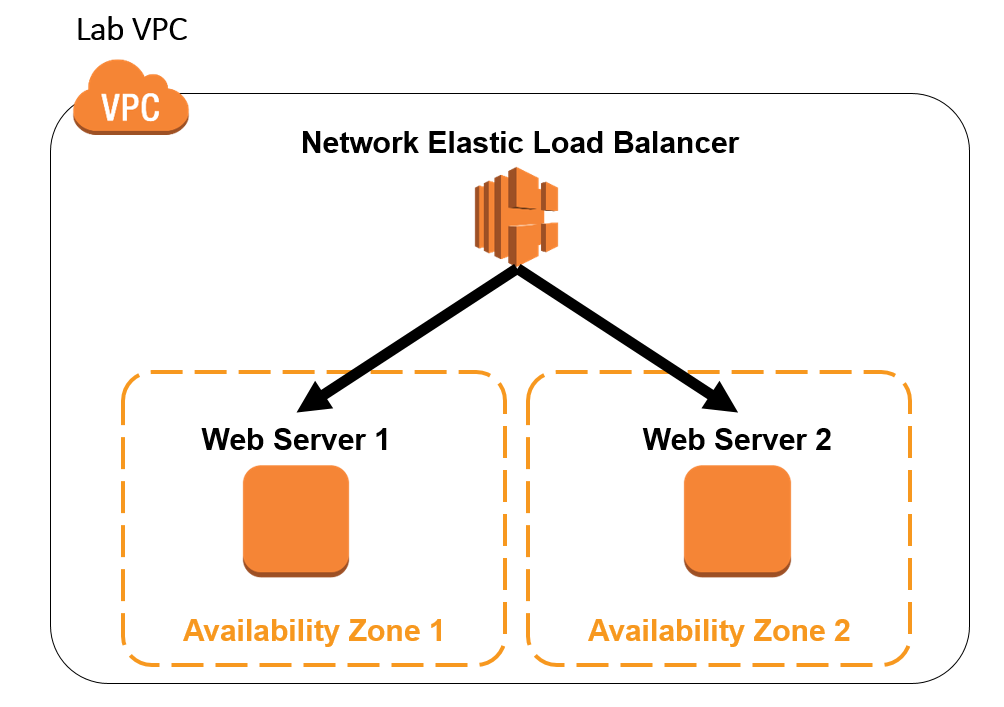 Lab VPC
VPC
Network Elastic Load Balancer
Web Server 1
Web Server 2
Availability Zone 1
Availability Zone 2